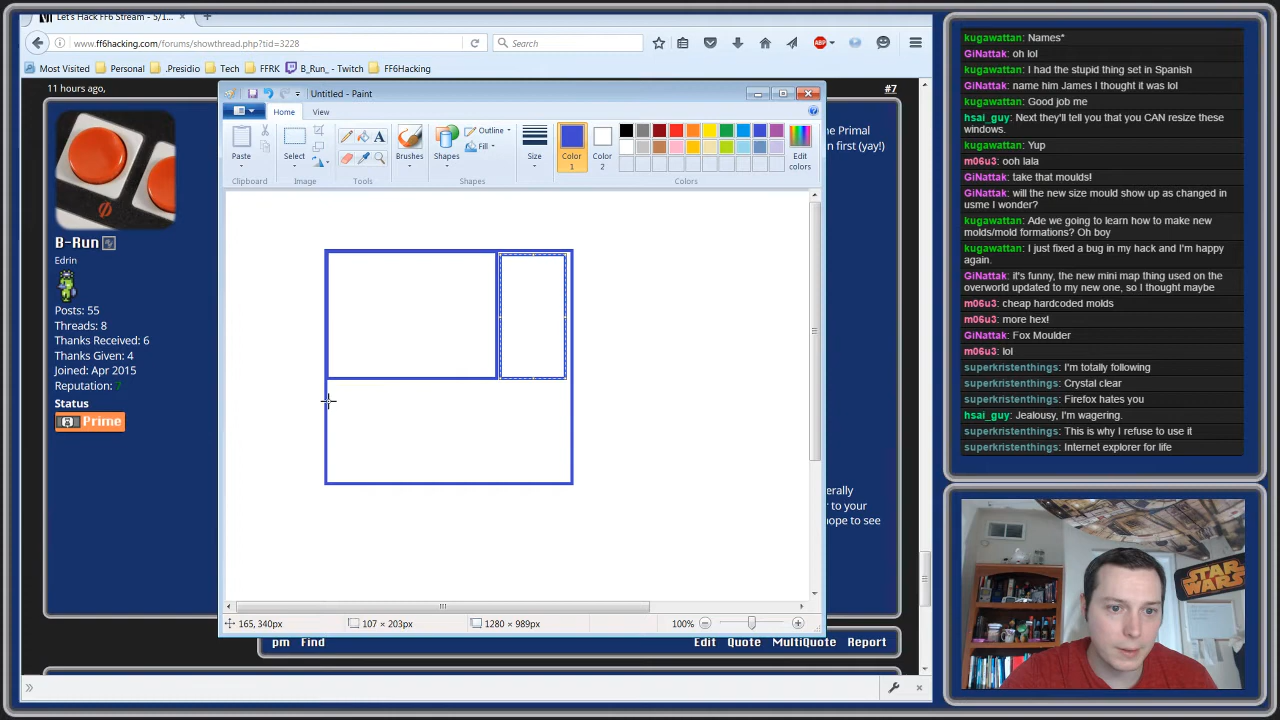 Let's Hack FF6 Stream - 5/1...
www.ff6hacking.com/forums/showthread.php?tid=3228
Search
ABP
Most Visited
Personal
.Presidio
Tech
FFRK
B_Run_ - Twitch
FF6Hacking
11 hours ago,
#7
B-Run
Edrin
Posts: 55
Threads: 8
Thanks Received: 6
Thanks Given: 4
Joined: Apr 2015
Reputation: 7
Status
Prime
ne Primal
n first (yay!)
erally
r to your
hope to see
pm Find
Edit Quote MultiQuote Report
Untitled - Paint
Home View
Paste
Select
Brushes
Shapes
Outline
Fill
Size
Color
1
Color
2
Edit
colors
Clipboard
Image
Tools
Shapes
Colors
165, 340px
107 × 203px
1280 × 989px
100%
kugawattan: Names*
GiNattak: oh lol
kugawattan: I had the stupid thing set in Spanish
GiNattak: name him James I thought it was lol
kugawattan: Good job me
hsai_guy: Next they'll tell you that you CAN resize these
windows.
kugawattan: Yup
m06u3: ooh lala
GiNattak: take that moulds!
GiNattak: will the new size mould show up as changed in
usme I wonder?
kugawattan: Ade we going to learn how to make new
molds/mold formations? Oh boy
kugawattan: I just fixed a bug in my hack and I'm happy
again.
GiNattak: it's funny, the new mini map thing used on the
overworld updated to my new one, so I thought maybe
m06u3: cheap hardcoded molds
m06u3: more hex!
GiNattak: Fox Moulder
m06u3: lol
superkristenthings: I'm totally following
superkristenthings: Crystal clear
superkristenthings: Firefox hates you
hsai_guy: Jealousy, I'm wagering.
superkristenthings: This is why I refuse to use it
superkristenthings: Internet explorer for life
STAR
WARS